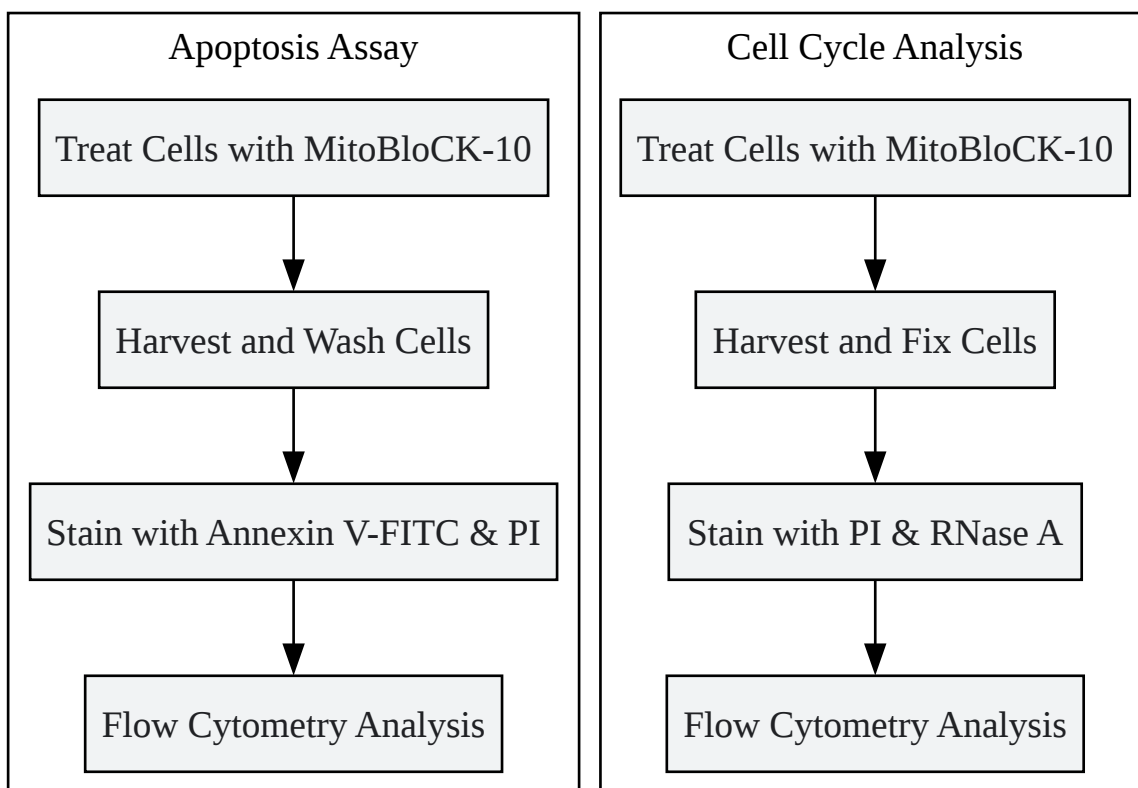 Apoptosis Assay
Treat Cells with MitoBloCK-10
Harvest and Wash Cells
Stain with Annexin V-FITC & PI
Flow Cytometry Analysis
Cell Cycle Analysis
Treat Cells with MitoBloCK-10
Harvest and Fix Cells
Stain with PI & RNase A
Flow Cytometry Analysis